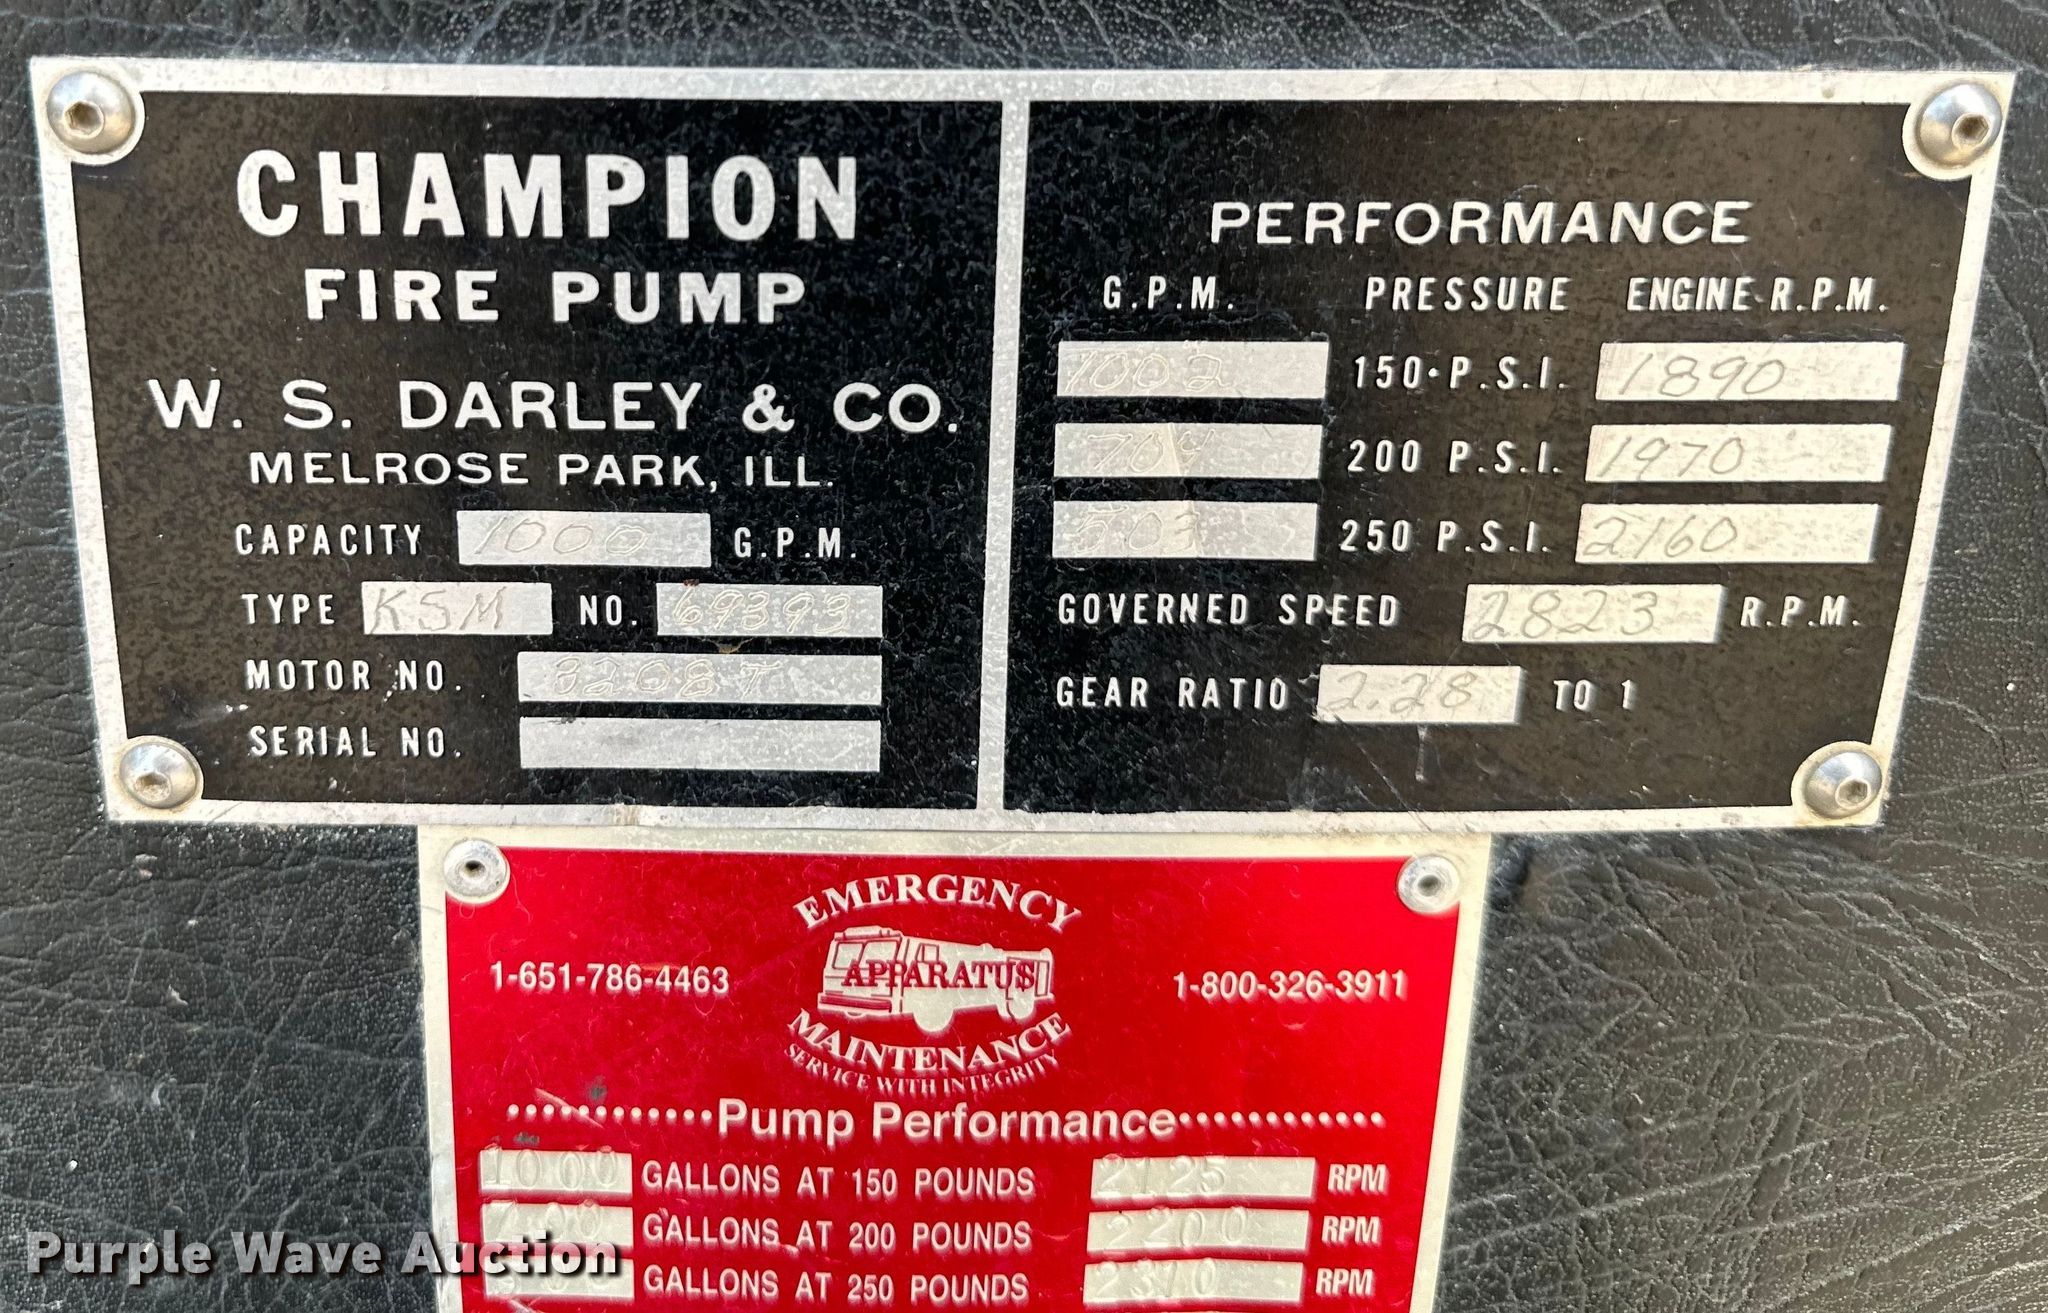 CHAMPION
FIRE PUMP
W. S. DARLEY & CO.
MELROSE PARK, ILL.
CAPACITY 1000 G.P.M.
TYPE KSM NO. 69393
MOTOR NO. 3208T
SERIAL NO.
PERFORMANCE
G.P.M. PRESSURE ENGINE R.P.M.
1002 150 P.S.I. 1890
704 200 P.S.I. 1970
503 250 P.S.I. 2160
GOVERNED SPEED 2823 R.P.M.
GEAR RATIO 2.28 TO 1
EMERGENCY
APPARATUS
MAINTENANCE
SERVICE WITH INTEGRITY
1-651-786-4463
1-800-326-3911
Pump Performance
1000 GALLONS AT 150 POUNDS 2125 RPM
700 GALLONS AT 200 POUNDS 2200 RPM
GALLONS AT 250 POUNDS 2310 RPM
Purple Wave Auction